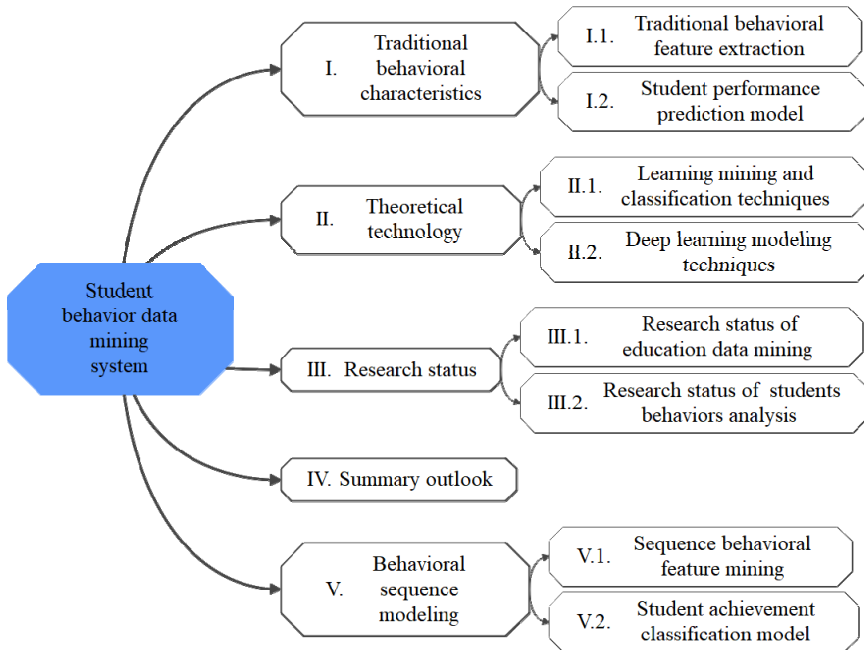 Student
behavior data
mining
system
I. Traditional
behavioral
characteristics
I.1. Traditional behavioral
feature extraction
I.2. Student performance
prediction model
II. Theoretical
technology
II.1. Learning mining and
classification techniques
II.2. Deep learning modeling
techniques
III. Research status
III.1. Research status of
education data mining
III.2. Research status of students
behaviors analysis
IV. Summary outlook
V. Behavioral
sequence
modeling
V.1. Sequence behavioral
feature mining
V.2. Student achievement
classification model